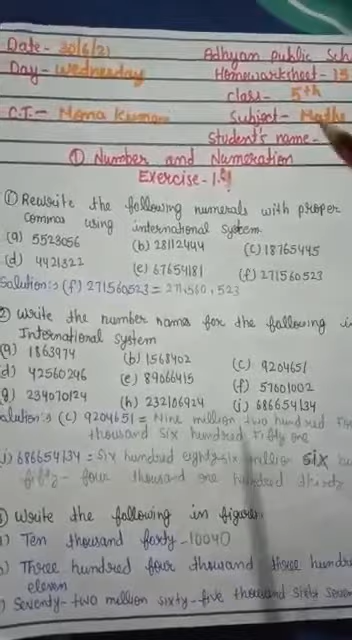 Date - 30/6/21 Adhyan public Sch
Day - Wednesday Homeworksheet - 15
Class - 5th
C.T. - Hema Kumari Subject - Maths
Student's name -
① Number and Numeration
Exercise - 1.
① Rewrite the following numerals with proper
commas using international system.
(a) 5523056 (b) 28112444 (c) 18765445
(d) 4421322 (e) 67654181 (f) 271560523
Solution:> (f) 271560523 = 271,560,523
② Write the number names for the following in
International system
(a) 1863974 (b) 1568402 (c) 9204651
(d) 42560246 (e) 89066415 (f) 57601002
(g) 234070124 (h) 232106924 (i) 686654134
olution:> (c) 9204651 = Nine million two hundred
thousand six hundred fifty one
i) 686654134 = Six hundred eighty six million six hu
fifty - four thousand one hundred thirty
Write the following in figures.
) Ten thousand forty - 10040
) Three hundred four thousand three hundre
eleven
) Seventy - two million sixty - five thousand sixty seven